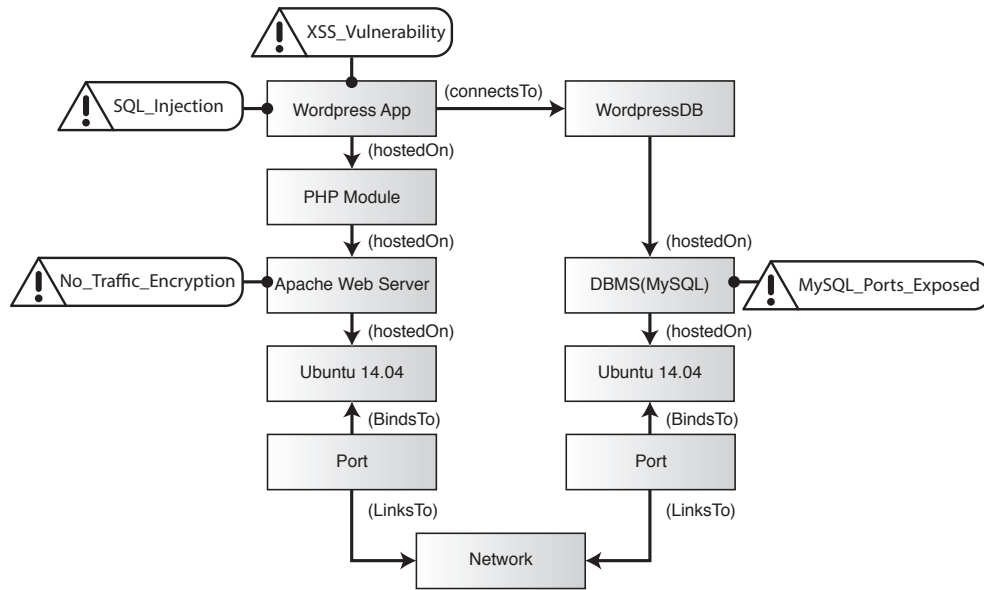 XSS_Vulnerability
SQL_Injection
Wordpress App
(connectsTo)
WordpressDB
(hostedOn)
PHP Module
(hostedOn)
(hostedOn)
No_Traffic_Encryption
Apache Web Server
DBMS(MySQL)
MySQL_Ports_Exposed
(hostedOn)
(hostedOn)
Ubuntu 14.04
Ubuntu 14.04
(BindsTo)
(BindsTo)
Port
Port
(LinksTo)
(LinksTo)
Network